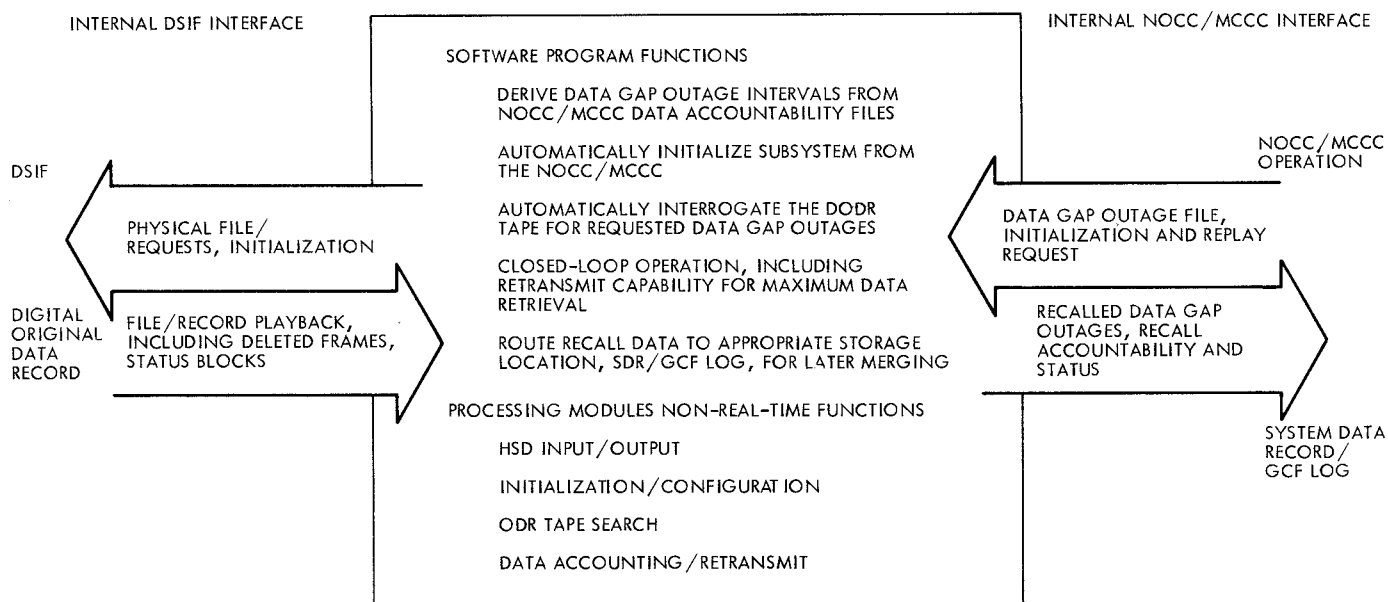 INTERNAL DSIF INTERFACE
DSIF
PHYSICAL FILE/
REQUESTS, INITIALIZATION
DIGITAL
ORIGINAL
DATA
RECORD
FILE/RECORD PLAYBACK,
INCLUDING DELETED FRAMES,
STATUS BLOCKS
SOFTWARE PROGRAM FUNCTIONS
DERIVE DATA GAP OUTAGE INTERVALS FROM
NOCC/MCCC DATA ACCOUNTABILITY FILES
AUTOMATICALLY INITIALIZE SUBSYSTEM FROM
THE NOCC/MCCC
AUTOMATICALLY INTERROGATE THE DODR
TAPE FOR REQUESTED DATA GAP OUTAGES
CLOSED-LOOP OPERATION, INCLUDING
RETRANSMIT CAPABILITY FOR MAXIMUM DATA
RETRIEVAL
ROUTE RECALL DATA TO APPROPRIATE STORAGE
LOCATION, SDR/GCF LOG, FOR LATER MERGING
PROCESSING MODULES NON-REAL-TIME FUNCTIONS
HSD INPUT/OUTPUT
INITIALIZATION/CONFIGURATION
ODR TAPE SEARCH
DATA ACCOUNTING/RETRANSMIT
INTERNAL NOCC/MCCC INTERFACE
NOCC/MCCC
OPERATION
DATA GAP OUTAGE FILE,
INITIALIZATION AND REPLAY
REQUEST
RECALLED DATA GAP
OUTAGES, RECALL
ACCOUNTABILITY AND
STATUS
SYSTEM DATA
RECORD/
GCF LOG